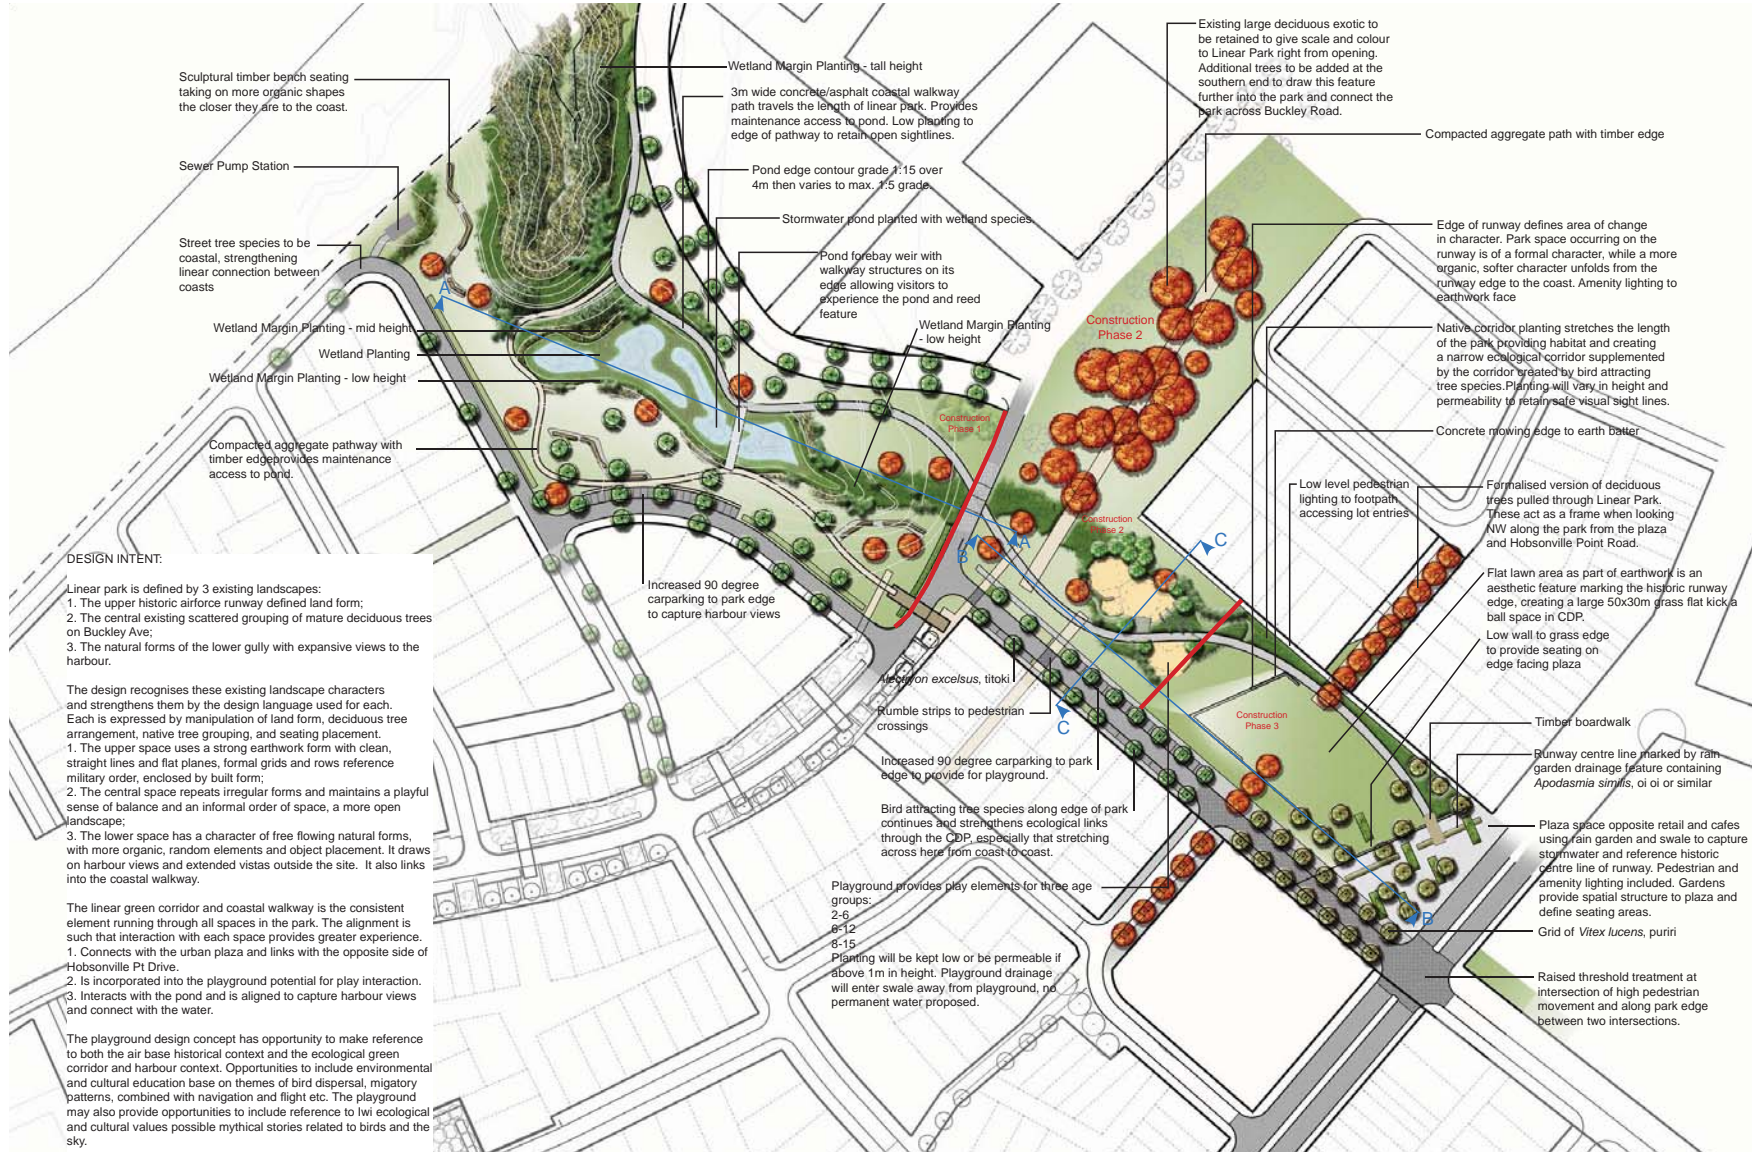 Sculptural timber bench seating
taking on more organic shapes
the closer they are to the coast.
Sewer Pump Station
Street tree species to be
coastal, strengthening
linear connection between
coasts
A
Wetland Margin Planting - mid height
Wetland Planting
Wetland Margin Planting - low height
Compacted aggregate pathway with
timber edgeprovides maintenance
access to pond.
Wetland Margin Planting - tall height
3m wide concrete/asphalt coastal walkway
path travels the length of linear park. Provides
maintenance access to pond. Low planting to
edge of pathway to retain open sightlines.
Pond edge contour grade 1:15 over
4m then varies to max. 1:5 grade.
Stormwater pond planted with wetland species.
Pond forebay weir with
walkway structures on its
edge allowing visitors to
experience the pond and reed
feature
Wetland Margin Planting
- low height
Existing large deciduous exotic to
be retained to give scale and colour
to Linear Park right from opening.
Additional trees to be added at the
southern end to draw this feature
further into the park and connect the
park across Buckley Road.
Compacted aggregate path with timber edge
Edge of runway defines area of change
in character. Park space occurring on the
runway is of a formal character, while a more
organic, softer character unfolds from the
runway edge to the coast. Amenity lighting to
earthwork face
Native corridor planting stretches the length
of the park providing habitat and creating
a narrow ecological corridor supplemented
by the corridor created by bird attracting
tree species.Planting will vary in height and
permeability to retain safe visual sight lines.
Concrete mowing edge to earth batter
Construction
Phase 2
Construction
Phase 1
Construction
Phase 2
Construction
Phase 3
Low level pedestrian
lighting to footpath
accessing lot entries
Formalised version of deciduous
trees pulled through Linear Park.
These act as a frame when looking
NW along the park from the plaza
and Hobsonville Point Road.
Flat lawn area as part of earthwork is an
aesthetic feature marking the historic runway
edge, creating a large 50x30m grass flat kick a
ball space in CDP.
Low wall to grass edge
to provide seating on
edge facing plaza
Timber boardwalk
Runway centre line marked by rain
garden drainage feature containing
Apodasmia similis, oi oi or similar
Plaza space opposite retail and cafes
using rain garden and swale to capture
stormwater and reference historic
centre line of runway. Pedestrian and
amenity lighting included. Gardens
provide spatial structure to plaza and
define seating areas.
Grid of Vitex lucens, puriri
Raised threshold treatment at
intersection of high pedestrian
movement and along park edge
between two intersections.
A
B
C
C
B
Increased 90 degree
carparking to park edge
to capture harbour views
Alectryon excelsus, titoki
Rumble strips to pedestrian
crossings
Increased 90 degree carparking to park
edge to provide for playground.
Bird attracting tree species along edge of park
continues and strengthens ecological links
through the CDP, especially that stretching
across here from coast to coast.
Playground provides play elements for three age
groups:
2-6
6-12
8-15
Planting will be kept low or be permeable if
above 1m in height. Playground drainage
will enter swale away from playground, no
permanent water proposed.
DESIGN INTENT:
Linear park is defined by 3 existing landscapes:
1. The upper historic airforce runway defined land form;
2. The central existing scattered grouping of mature deciduous trees
on Buckley Ave;
3. The natural forms of the lower gully with expansive views to the
harbour.
The design recognises these existing landscape characters
and strengthens them by the design language used for each.
Each is expressed by manipulation of land form, deciduous tree
arrangement, native tree grouping, and seating placement.
1. The upper space uses a strong earthwork form with clean,
straight lines and flat planes, formal grids and rows reference
military order, enclosed by built form;
2. The central space repeats irregular forms and maintains a playful
sense of balance and an informal order of space, a more open
landscape;
3. The lower space has a character of free flowing natural forms,
with more organic, random elements and object placement. It draws
on harbour views and extended vistas outside the site.  It also links
into the coastal walkway.
The linear green corridor and coastal walkway is the consistent
element running through all spaces in the park. The alignment is
such that interaction with each space provides greater experience.
1. Connects with the urban plaza and links with the opposite side of
Hobsonville Pt Drive.
2. Is incorporated into the playground potential for play interaction.
3. Interacts with the pond and is aligned to capture harbour views
and connect with the water.
The playground design concept has opportunity to make reference
to both the air base historical context and the ecological green
corridor and harbour context. Opportunities to include environmental
and cultural education base on themes of bird dispersal, migatory
patterns, combined with navigation and flight etc. The playground
may also provide opportunities to include reference to Iwi ecological
and cultural values possible mythical stories related to birds and the
sky.